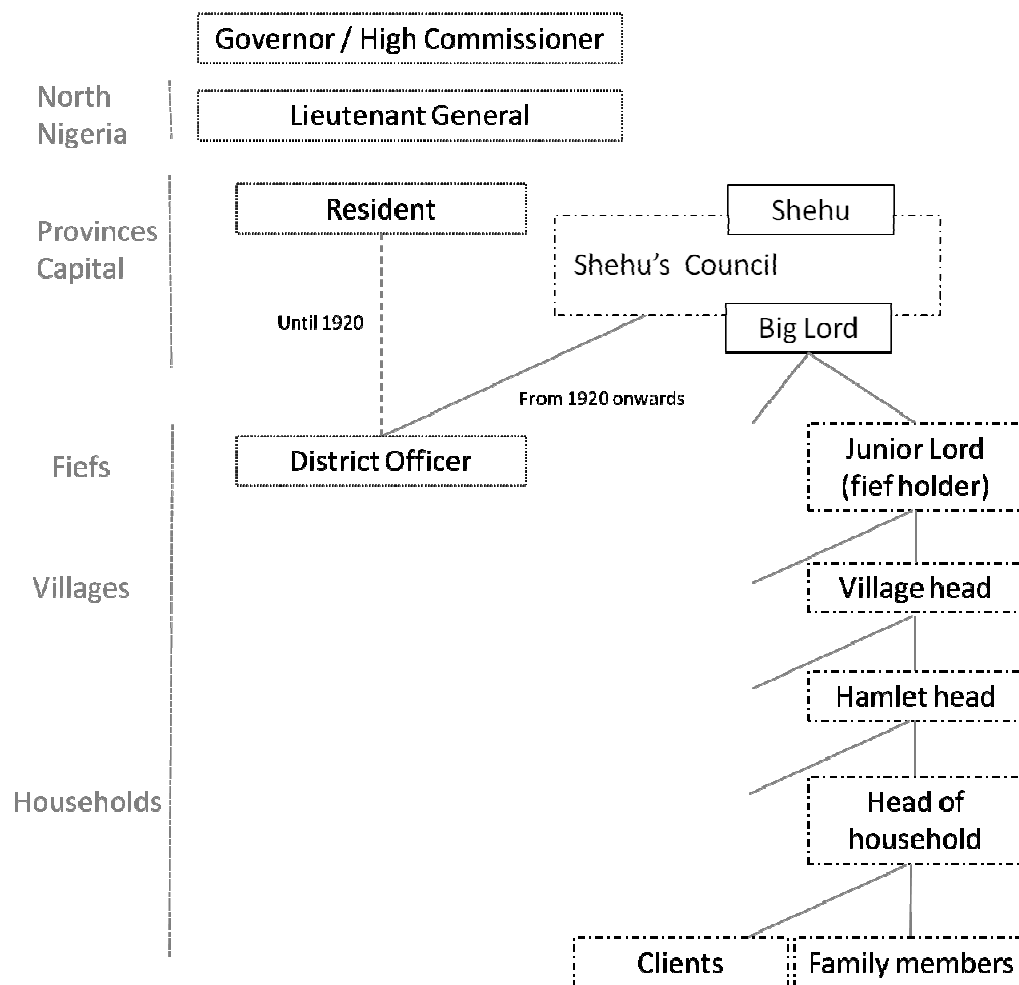 Governor / High Commissioner
North
Nigeria
Lieutenant General
Provinces
Capital
Resident
Shehu
Shehu's Council
Until 1920
Big Lord
From 1920 onwards
Fiefs
District Officer
Junior Lord
(fief holder)
Villages
Village head
Hamlet head
Households
Head of
household
Clients
Family members